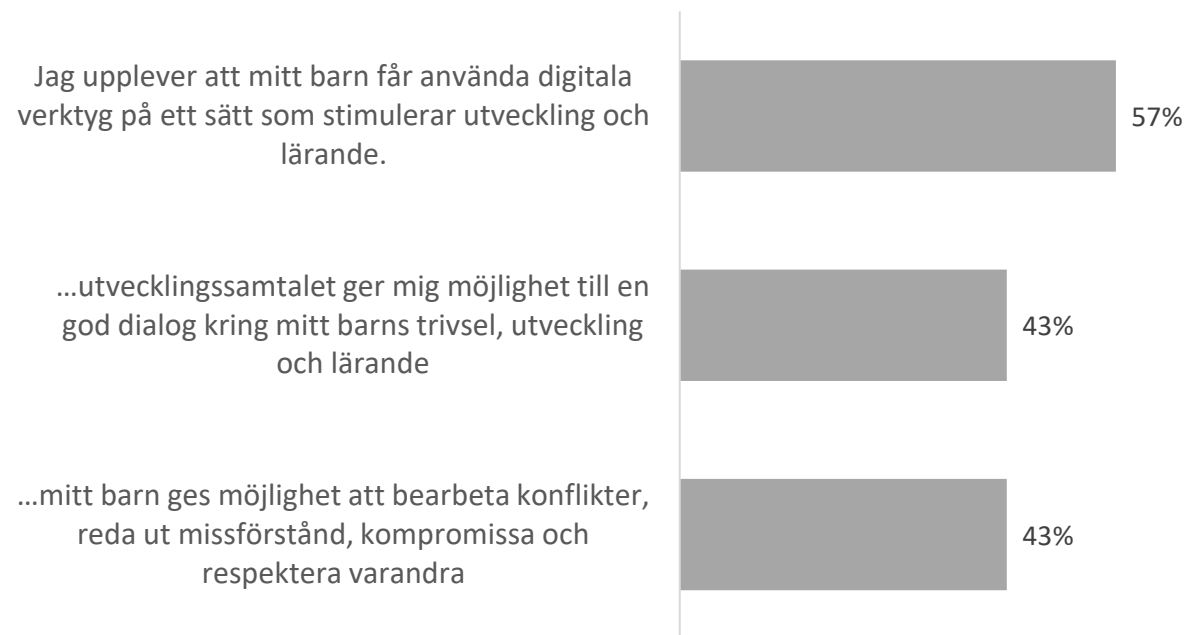 Jag upplever att mitt barn får använda digitala
verktyg på ett sätt som stimulerar utveckling och
lärande.
57%
…utvecklingssamtalet ger mig möjlighet till en
god dialog kring mitt barns trivsel, utveckling
och lärande
43%
…mitt barn ges möjlighet att bearbeta konflikter,
reda ut missförstånd, kompromissa och
respektera varandra
43%